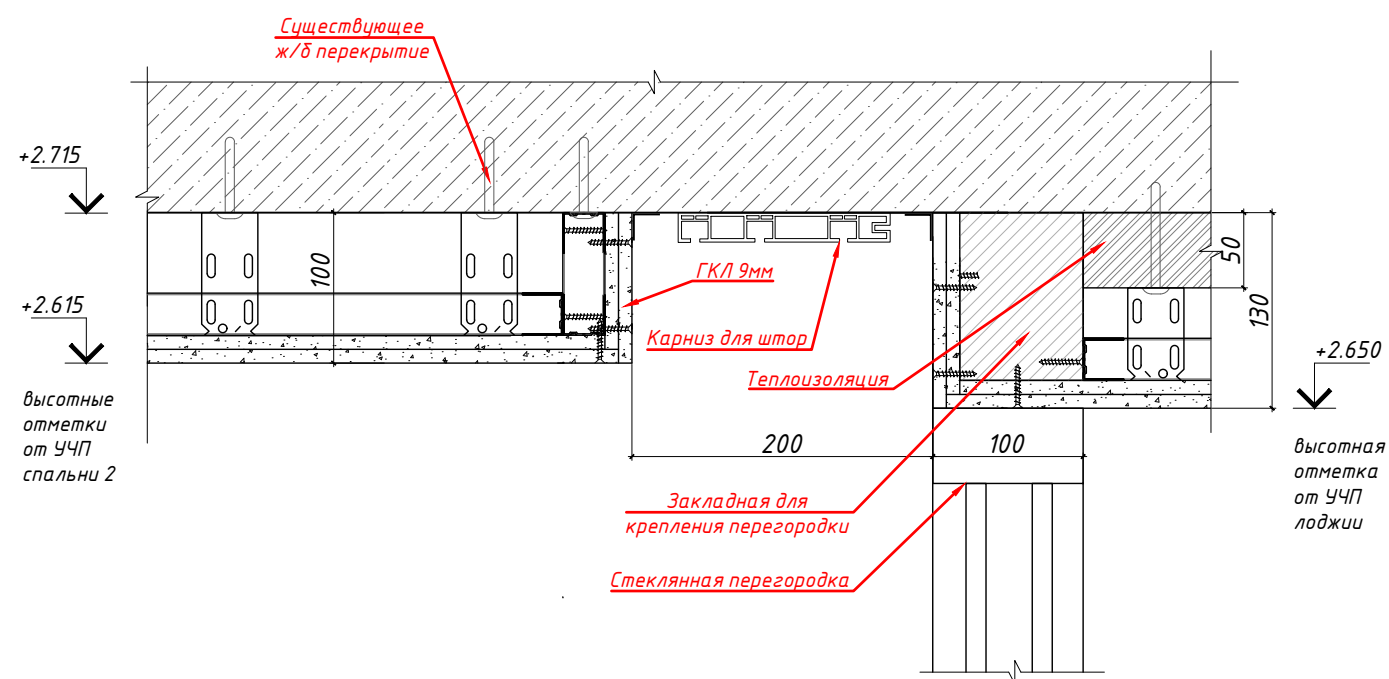 Существующее
ж/б перекрытие
+2.715
+2.615
высотные
отметки
от УЧП
спальни 2
100
ГКЛ 9мм
Карниз для штор
Теплоизоляция
50
130
+2.650
высотная
отметка
от УЧП
лоджии
200
100
Закладная для
крепления перегородки
Стеклянная перегородка